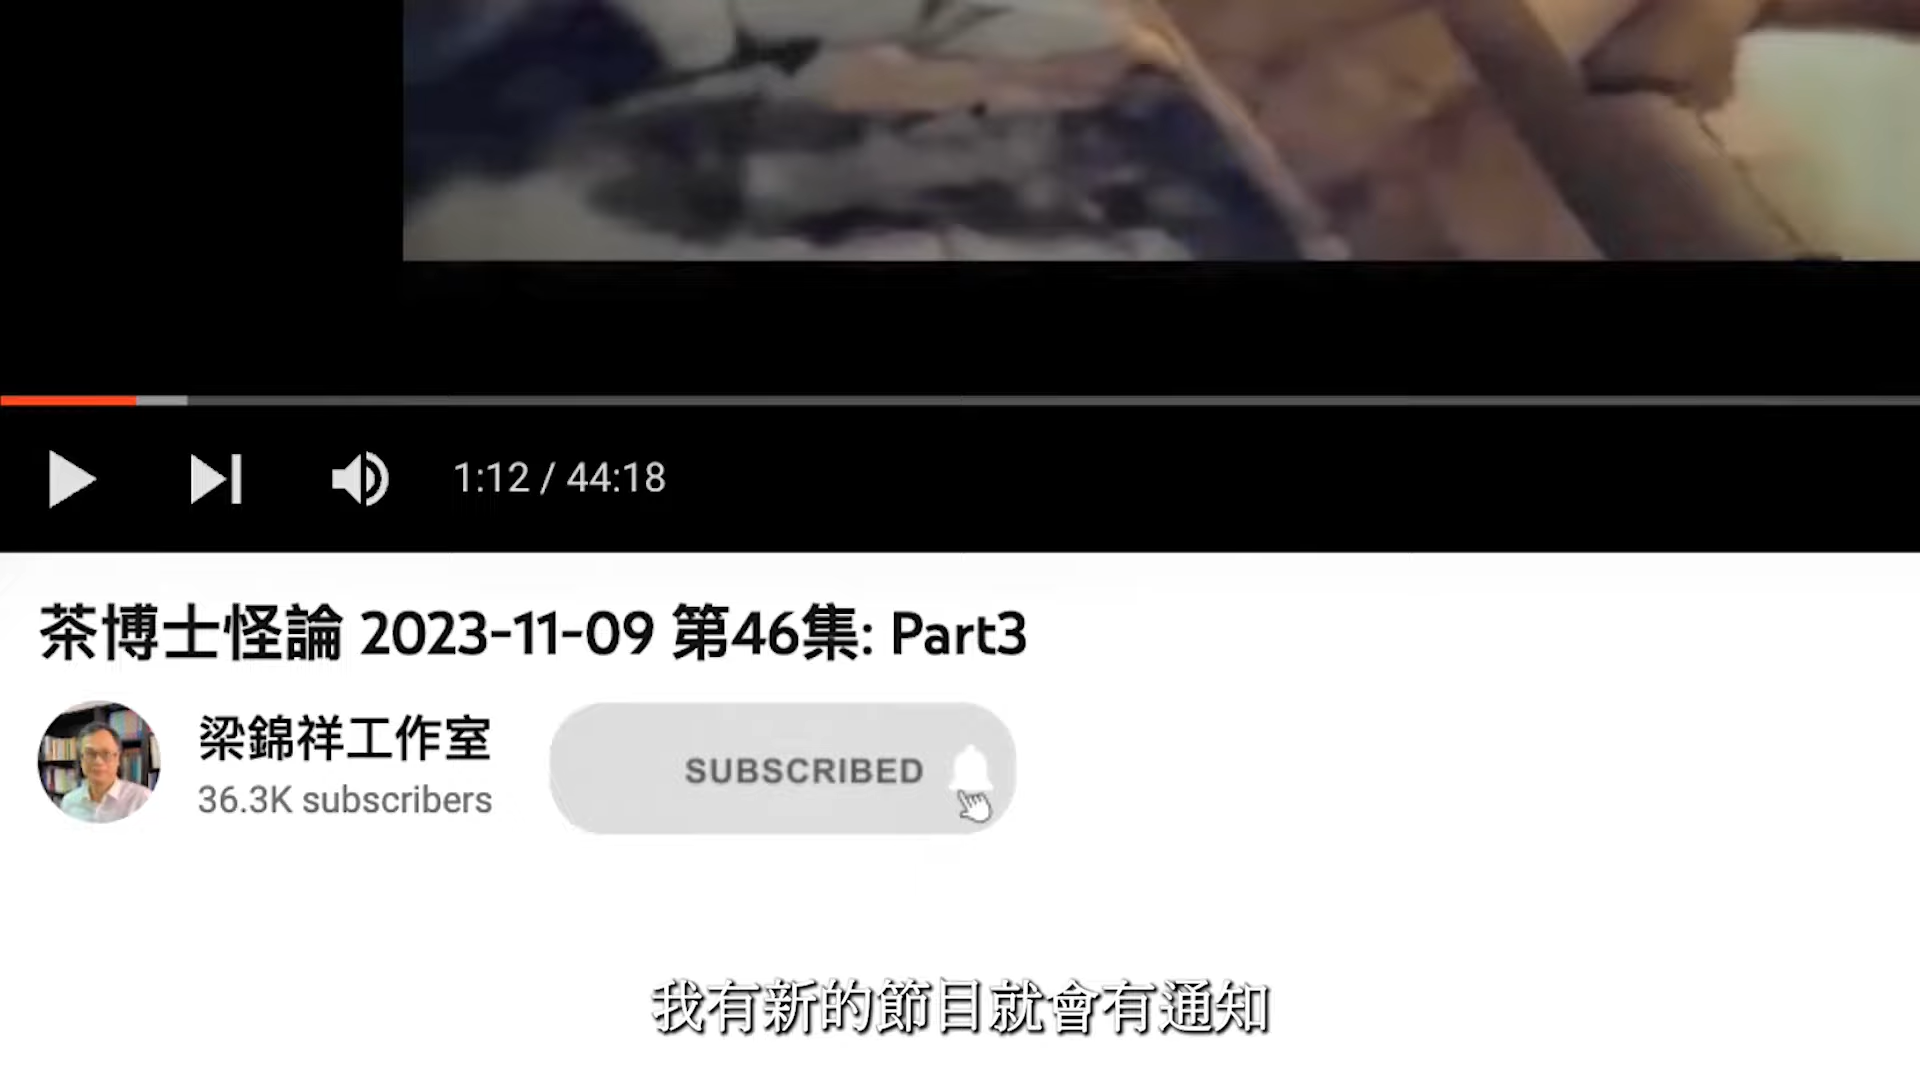 1:12 / 44:18
茶博士怪論 2023-11-09 第46集: Part3
梁錦祥工作室
36.3K subscribers
SUBSCRIBED
我有新的節目就會有通知